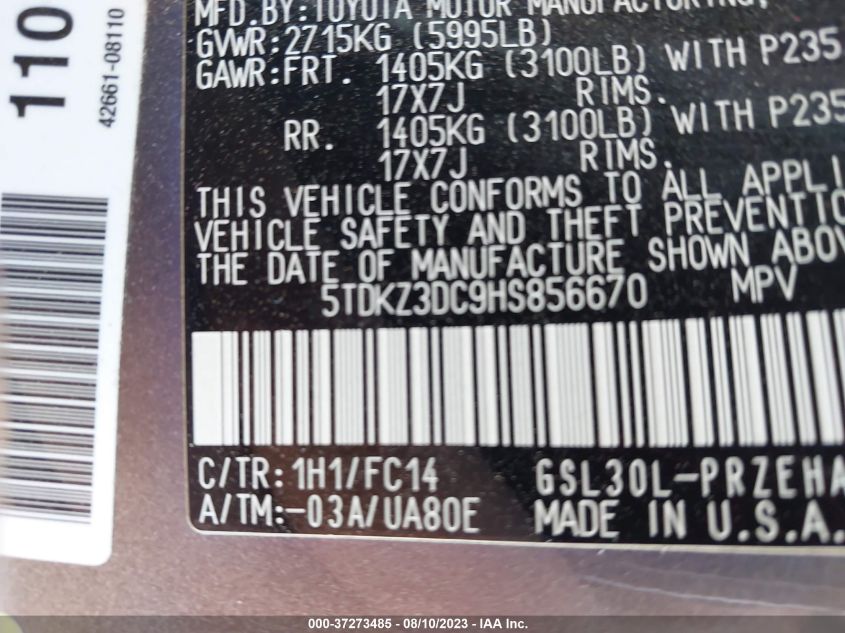 MFD.BY:TOYOTA MOTOR MANUFACTURING,
GVWR:2715KG (5995LB)
GAWR:FRT. 1405KG (3100LB) WITH P235
17X7J RIMS.
RR. 1405KG (3100LB) WITH P235
17X7J RIMS.
THIS VEHICLE CONFORMS TO ALL APPLI
VEHICLE SAFETY AND THEFT PREVENTIO
THE DATE OF MANUFACTURE SHOWN ABOV
5TDKZ3DC9HS856670 MPV
C/TR:1H1/FC14 GSL30L-PRZEHA
A/TM:-03A/UA80E MADE IN U.S.A.
110
42661-08110
000-37273485 - 08/10/2023 - IAA Inc.